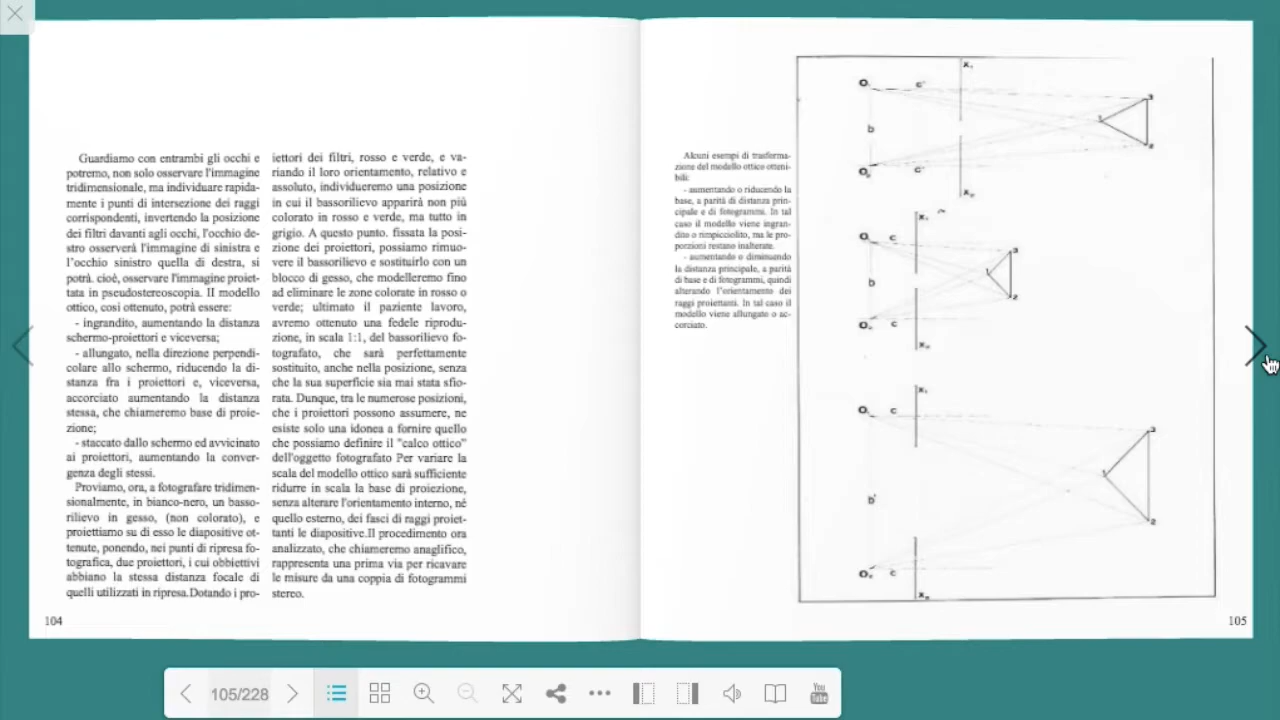 Guardiamo con entrambi gli occhi e
potremo, non solo osservare l'immagine
tridimensionale, ma individuare rapida-
mente i punti di intersezione dei raggi
corrispondenti, invertendo la posizione
dei filtri davanti agli occhi, l'occhio de-
stro osserverà l'immagine di sinistra e
l'occhio sinistro quella di destra, si
potrà. cioè, osservare l'immagine proiet-
tata in pseudostereoscopia. II modello
ottico, così ottenuto, potrà essere:
- ingrandito, aumentando la distanza
schermo-proiettori e viceversa;
- allungato, nella direzione perpendi-
colare allo schermo, riducendo la di-
stanza fra i proiettori e, viceversa,
accorciato aumentando la distanza
stessa, che chiameremo base di proie-
zione;
- staccato dallo schermo ed avvicinato
ai proiettori, aumentando la conver-
genza degli stessi.
Proviamo, ora, a fotografare tridimen-
sionalmente, in bianco-nero, un basso-
rilievo in gesso, (non colorato), e
proiettiamo su di esso le diapositive ot-
tenute, ponendo, nei punti di ripresa fo-
tografica, due proiettori, i cui obbiettivi
abbiano la stessa distanza focale di
quelli utilizzati in ripresa.Dotando i pro-
iettori dei filtri, rosso e verde, e va-
riando il loro orientamento, relativo e
assoluto, individueremo una posizione
in cui il bassorilievo apparirà non più
colorato in rosso e verde, ma tutto in
grigio. A questo punto. fissata la posi-
zione dei proiettori, possiamo rimuo-
vere il bassorilievo e sostituirlo con un
blocco di gesso, che modelleremo fino
ad eliminare le zone colorate in rosso o
verde; ultimato il paziente lavoro,
avremo ottenuto una fedele riprodu-
zione, in scala 1:1, del bassorilievo fo-
tografato, che sarà perfettamente
sostituito, anche nella posizione, senza
che la sua superficie sia mai stata sfio-
rata. Dunque, tra le numerose posizioni,
che i proiettori possono assumere, ne
esiste solo una idonea a fornire quello
che possiamo definire il "calco ottico"
dell'oggetto fotografato Per variare la
scala del modello ottico sarà sufficiente
ridurre in scala la base di proiezione,
senza alterare l'orientamento interno, né
quello esterno, dei fasci di raggi proiet-
tanti le diapositive.Il procedimento ora
analizzato, che chiameremo anaglifico,
rappresenta una prima via per ricavare
le misure da una coppia di fotogrammi
stereo.
104
Alcuni esempi di trasforma-
zione del modello ottico otteni-
bili:
- aumentando o riducendo la
base, a parità di distanza prin-
cipale e di fotogrammi. In tal
caso il modello viene ingran-
dito o rimpicciolito, ma le pro-
porzioni restano inalterate.
- aumentando o diminuendo
la distanza principale, a parità
di base e di fotogrammi, quindi
alterando l'orientamento dei
raggi proiettanti. In tal caso il
modello viene allungato o ac-
corciato.
b
3
1
2
c
b
c
3
1
2
c
b'
c
3
1
2
105
105/228
You
Tube